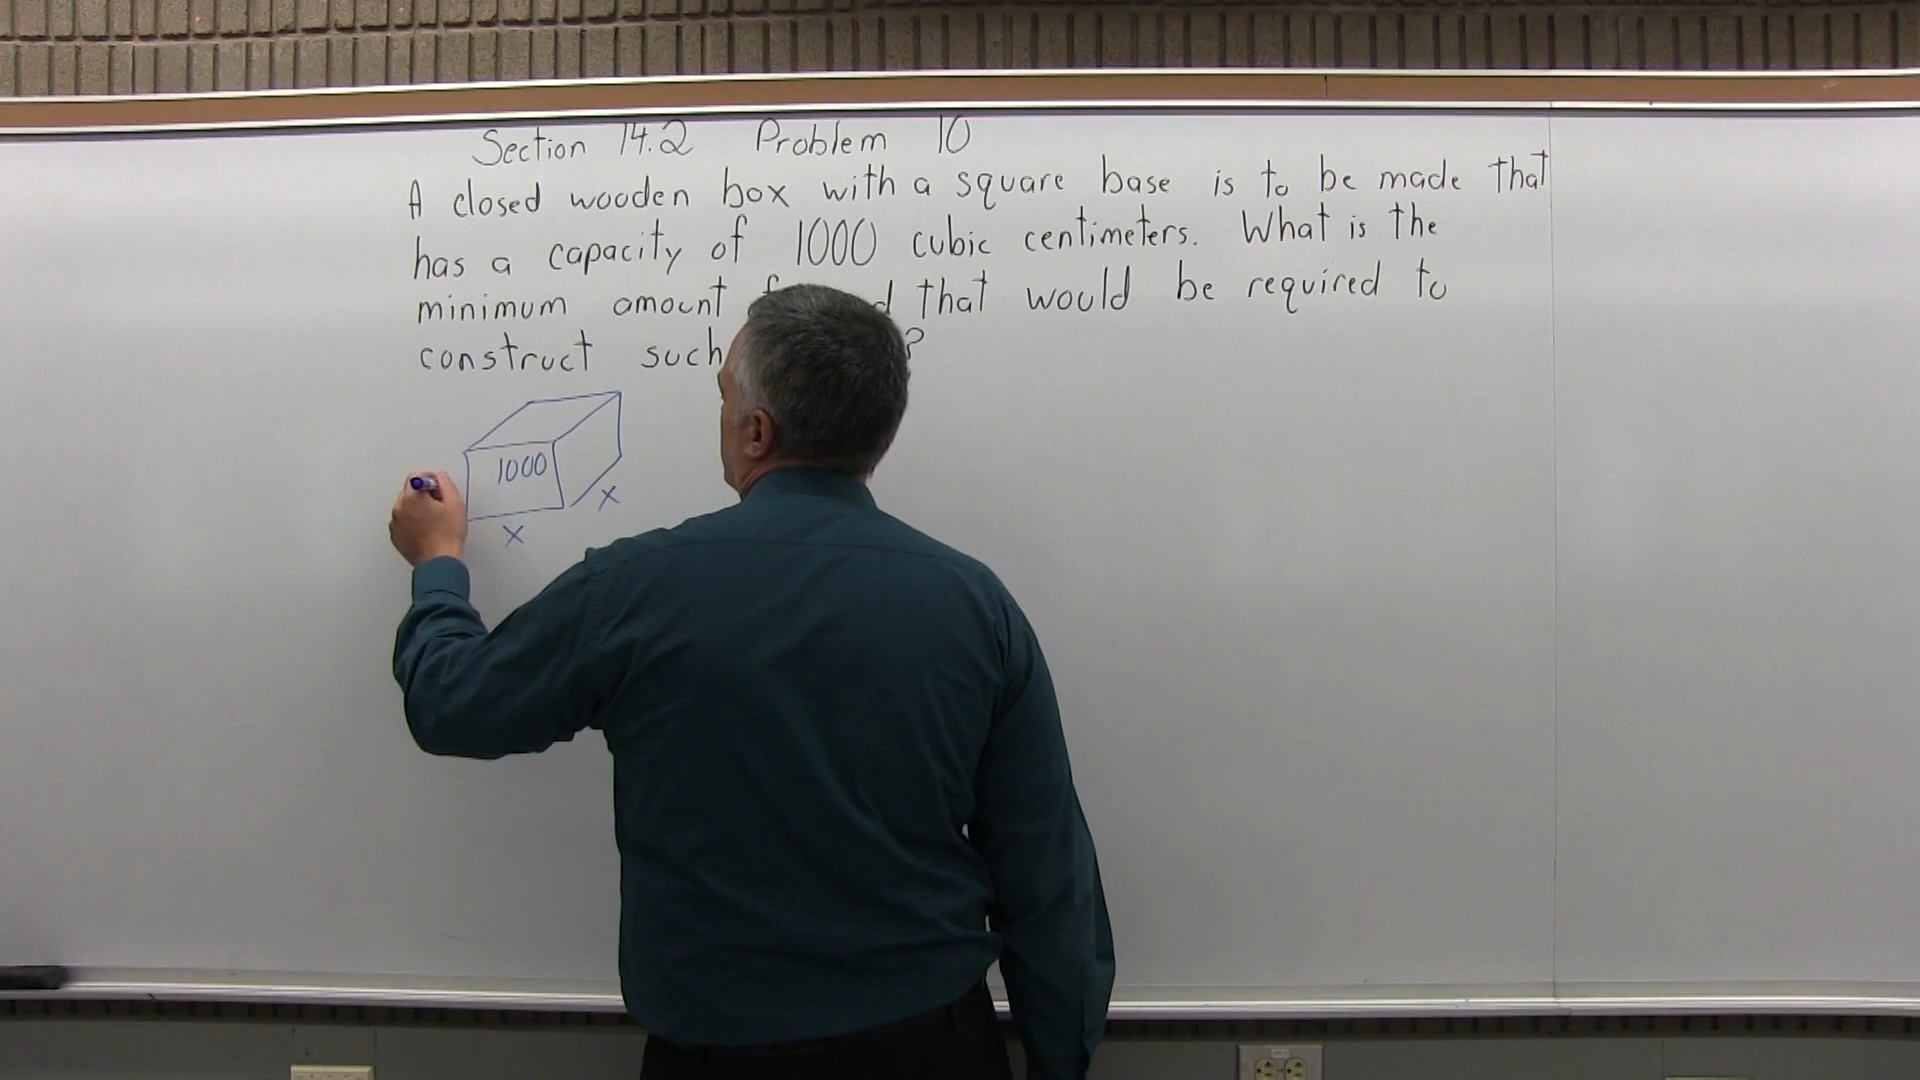 Section 14.2 Problem 10
A closed wooden box with a square base is to be made that
has a capacity of 1000 cubic centimeters. What is the
minimum amount that would be required to
construct such ?
1000
x
x